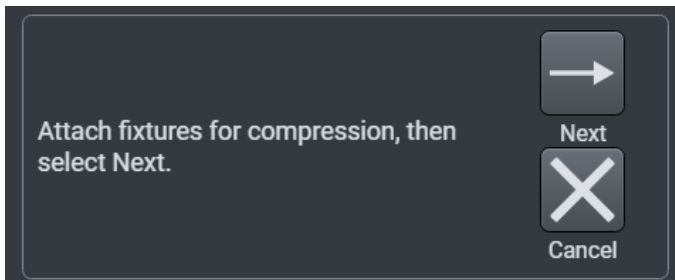 Attach fixtures for compression, then
select Next.
Next
Cancel